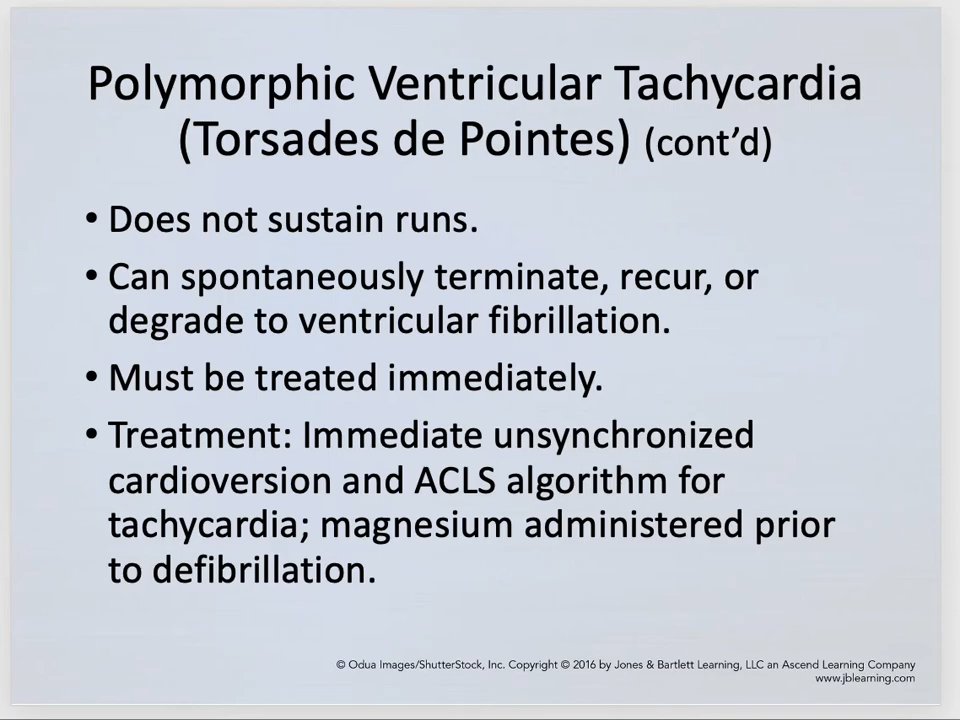 Polymorphic Ventricular Tachycardia
(Torsades de Pointes) (cont’d)
• Does not sustain runs.
• Can spontaneously terminate, recur, or
degrade to ventricular fibrillation.
• Must be treated immediately.
• Treatment: Immediate unsynchronized
cardioversion and ACLS algorithm for
tachycardia; magnesium administered prior
to defibrillation.
© Odua Images/ShutterStock, Inc. Copyright © 2016 by Jones & Bartlett Learning, LLC an Ascend Learning Company
www.jblearning.com